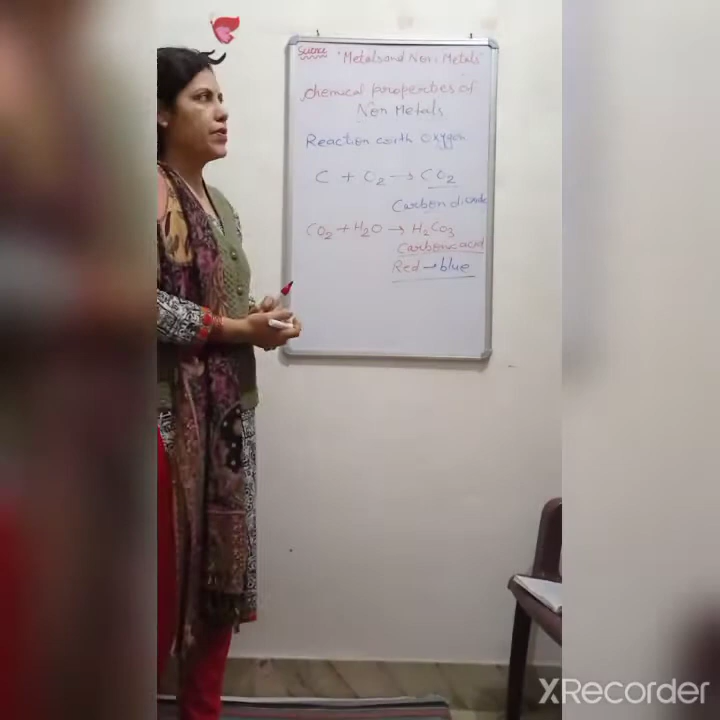 Science "Metals and Non-Metals"
Chemical properties of
Non Metals
Reaction with Oxygen
C + O2 → CO2
Carbon dioxide
CO2 + H2O → H2CO3
Carbonic acid
Red → blue
XRecorder